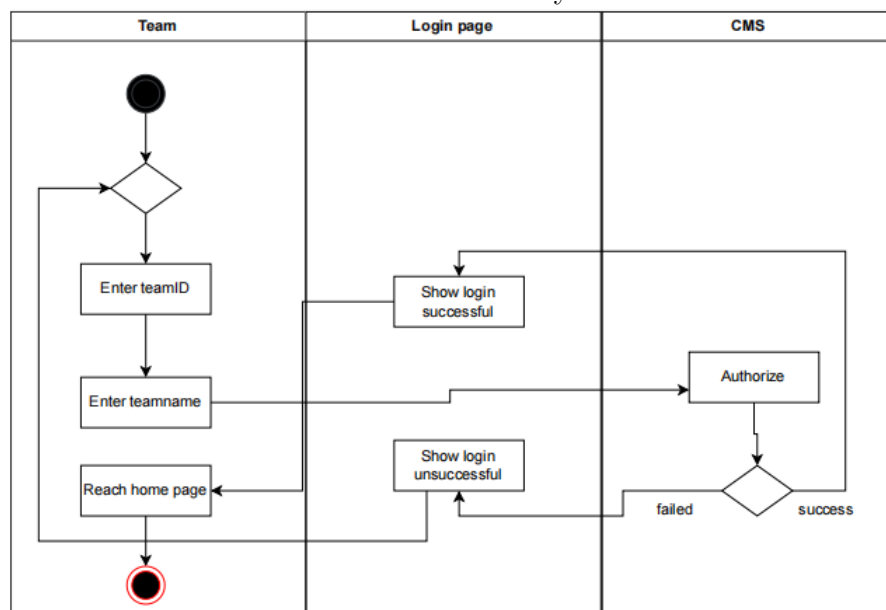 Team
Login page
CMS
Enter teamID
Show login
successful
Authorize
Enter teamname
Show login
unsuccessful
Reach home page
failed
success